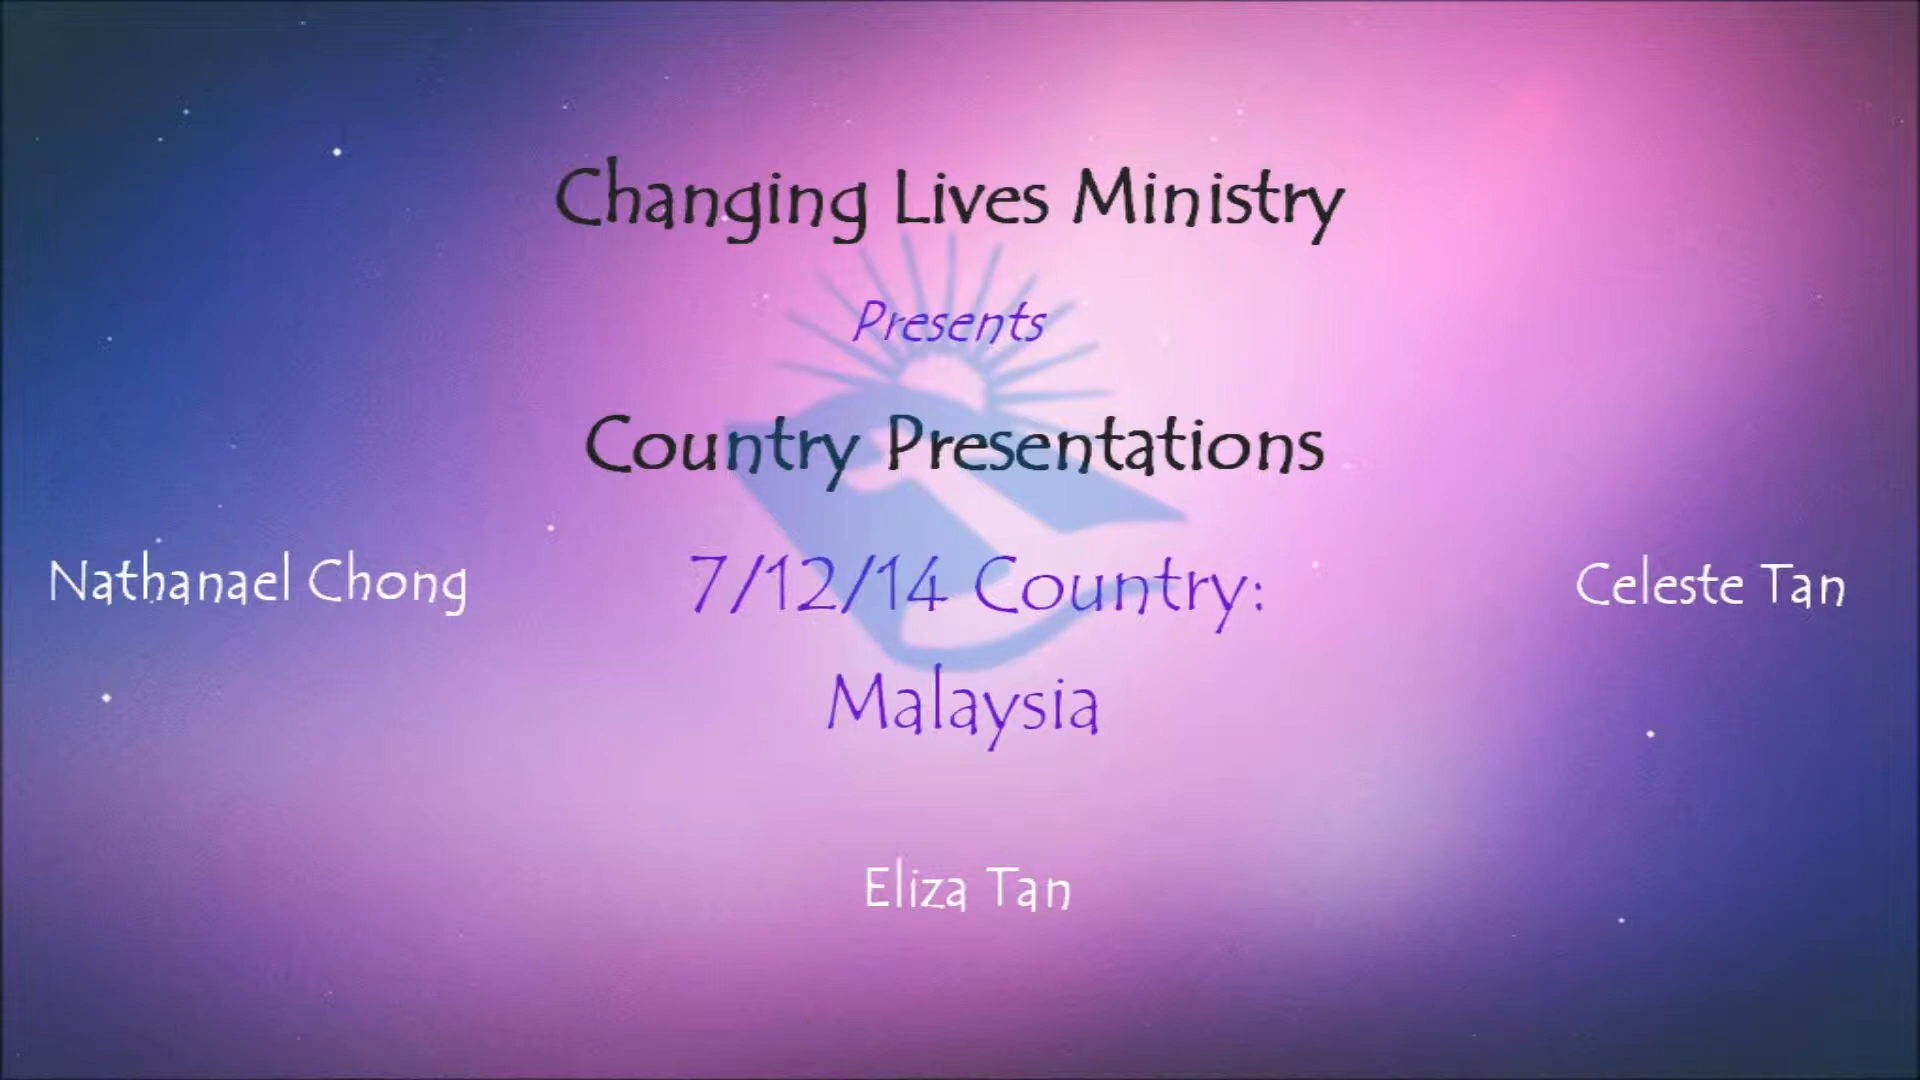 Changing Lives Ministry
Presents
Country Presentations
7/12/14 Country:
Malaysia
Nathanael Chong
Celeste Tan
Eliza Tan